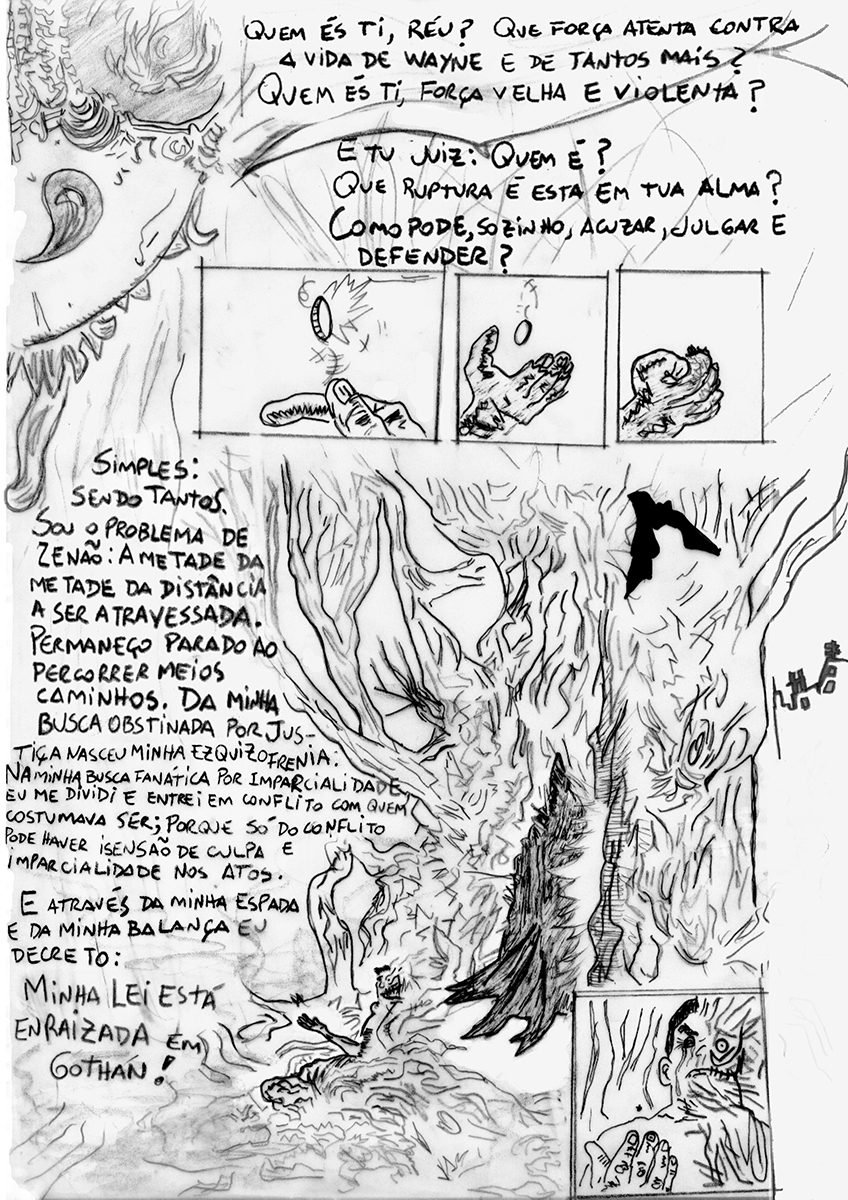 QUEM ÉS TI, RÉU? QUE FORÇA ATENTA CONTRA
A VIDA DE WAYNE E DE TANTOS MAIS?
QUEM ÉS TI, FORÇA VELHA E VIOLENTA?
E TU JUIZ: QUEM É?
QUE RUPTURA É ESTA EM TUA ALMA?
COMO PODE, SOZINHO, ACUZAR, JULGAR E
DEFENDER?
SIMPLES:
SENDO TANTOS.
SOU O PROBLEMA DE
ZENÃO: A METADE DA
METADE DA DISTÂNCIA
A SER ATRAVESSADA.
PERMANEÇO PARADO AO
PERCORRER MEIOS
CAMINHOS. DA MINHA
BUSCA OBSTINADA POR JUS-
TIÇA NASCEU MINHA EZQUIZOFRENIA:
NA MINHA BUSCA FANÁTICA POR IMPARCIALIDADE,
EU ME DIVIDI E ENTREI EM CONFLITO COM QUEM
COSTUMAVA SER; PORQUE SÓ DO CONFLITO
PODE HAVER ISENSÃO DE CULPA E
IMPARCIALIDADE NOS ATOS.
E ATRAVÉS DA MINHA ESPADA
E DA MINHA BALANÇA EU
DECRETO:
MINHA LEI ESTÁ
ENRAIZADA EM
GOTHAN!